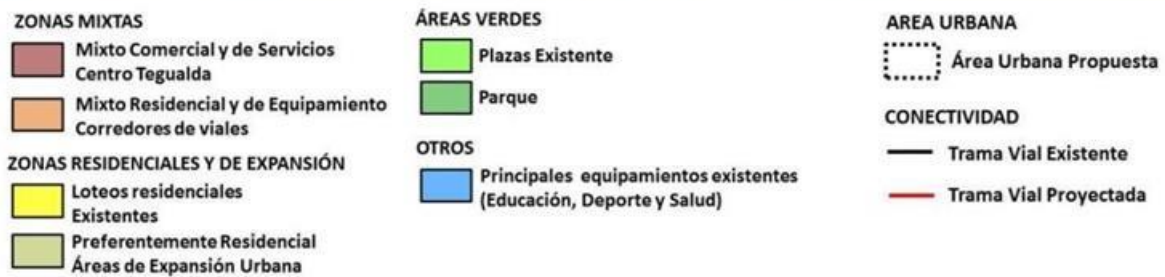 ZONAS MIXTAS
Mixto Comercial y de Servicios
Centro Tegualda
Mixto Residencial y de Equipamiento
Corredores de viales
ZONAS RESIDENCIALES Y DE EXPANSIÓN
Loteos residenciales
Existentes
Preferentemente Residencial
Áreas de Expansión Urbana
ÁREAS VERDES
Plazas Existente
Parque
OTROS
Principales equipamientos existentes
(Educación, Deporte y Salud)
AREA URBANA
Área Urbana Propuesta
CONECTIVIDAD
Trama Vial Existente
Trama Vial Proyectada